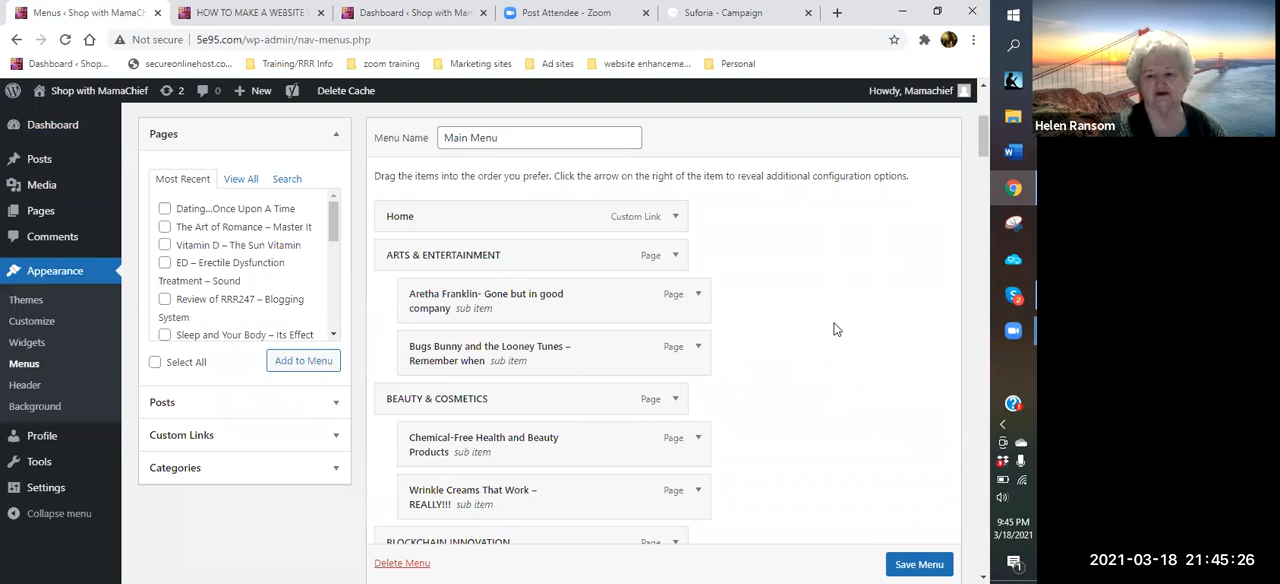 Menus ‹ Shop with MamaCh
HOW TO MAKE A WEBSITE
Dashboard ‹ Shop with Mam
Post Attendee - Zoom
Suforia - Campaign
Not secure
5e95.com/wp-admin/nav-menus.php
Dashboard ‹ Shop...
secureonlinehost.co...
Training/RRR Info
zoom training
Marketing sites
Ad sites
website enhanceme...
Personal
Shop with MamaChief
2
0
New
Delete Cache
Howdy, Mamachief
Dashboard
Posts
Media
Pages
Comments
Appearance
Themes
Customize
Widgets
Menus
Header
Background
Profile
Tools
Settings
Collapse menu
Pages
Most Recent
View All
Search
Dating...Once Upon A Time
The Art of Romance – Master It
Vitamin D – The Sun Vitamin
ED – Erectile Dysfunction
Treatment – Sound
Review of RRR247 – Blogging
System
Sleep and Your Body – Its Effect
Select All
Add to Menu
Posts
Custom Links
Categories
Menu Name
Main Menu
Drag the items into the order you prefer. Click the arrow on the right of the item to reveal additional configuration options.
Home
Custom Link
ARTS & ENTERTAINMENT
Page
Aretha Franklin- Gone but in good
company sub item
Page
Bugs Bunny and the Looney Tunes –
Remember when sub item
Page
BEAUTY & COSMETICS
Page
Chemical-Free Health and Beauty
Products sub item
Page
Wrinkle Creams That Work –
REALLY!!! sub item
Page
BLOCKCHAIN INNOVATION
Page
Delete Menu
Save Menu
Helen Ransom
9:45 PM
3/18/2021
2021-03-18 21:45:26